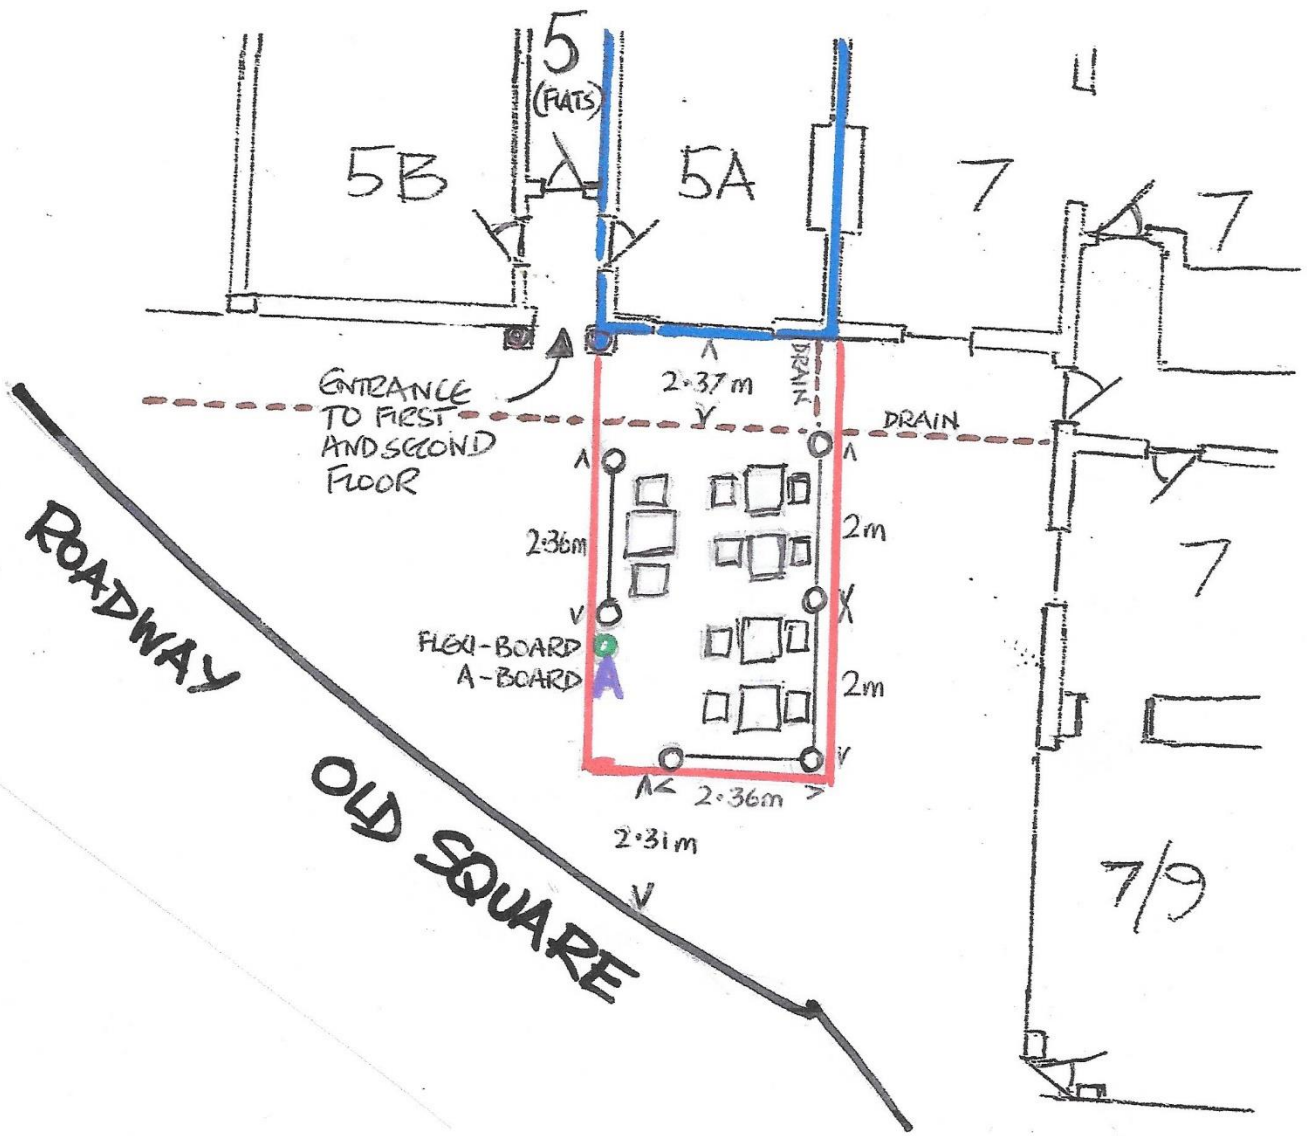 5
(FLATS)
5B
5A
7
7
DRAIN
2.37m
ENTRANCE
TO FIRST
AND SECOND
FLOOR
DRAIN
2.36m
2m
7
ROADWAY
FLEXI-BOARD
A-BOARD
A
2m
2.36m
2.31m
OLD SQUARE
7/9